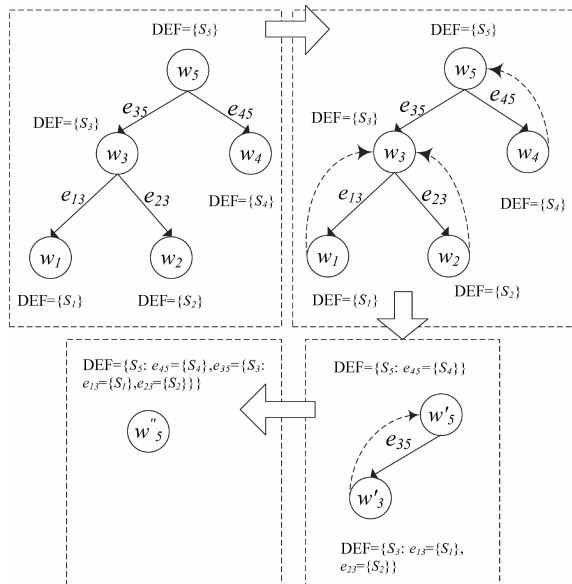 DEF={S5}
w5
e35
e45
DEF={S3}
w3
w4
e13
e23
DEF={S4}
w1
w2
DEF={S1}
DEF={S2}
DEF={S5}
w5
e35
e45
DEF={S3}
w3
w4
e13
e23
DEF={S4}
w1
w2
DEF={S1}
DEF={S2}
DEF={S5: e45={S4},e35={S3:
e13={S1},e23={S2}}}
w"5
DEF={S5: e45={S4}}
w'5
e35
w'3
DEF={S3: e13={S1},
e23={S2}}